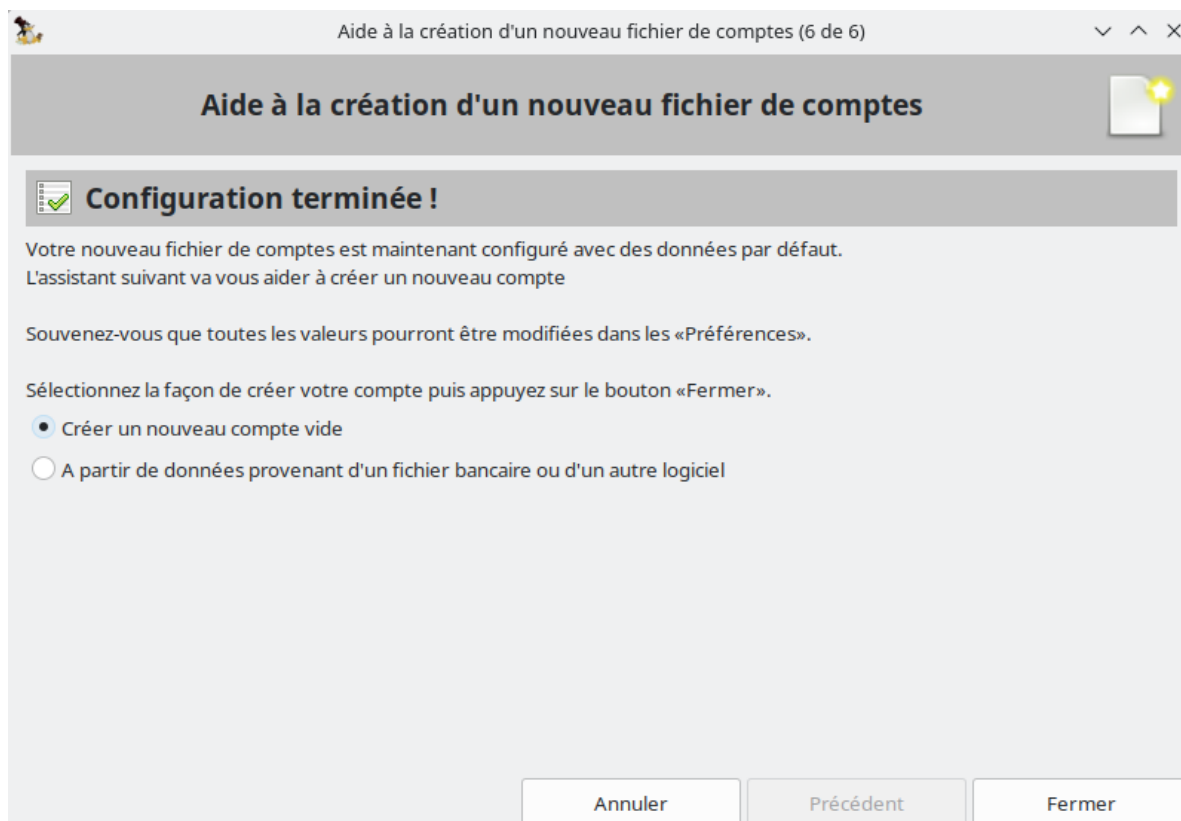 Aide à la création d'un nouveau fichier de comptes (6 de 6)
Aide à la création d'un nouveau fichier de comptes
Configuration terminée !
Votre nouveau fichier de comptes est maintenant configuré avec des données par défaut.
L'assistant suivant va vous aider à créer un nouveau compte
Souvenez-vous que toutes les valeurs pourront être modifiées dans les «Préférences».
Sélectionnez la façon de créer votre compte puis appuyez sur le bouton «Fermer».
Créer un nouveau compte vide
A partir de données provenant d'un fichier bancaire ou d'un autre logiciel
Annuler
Précédent
Fermer